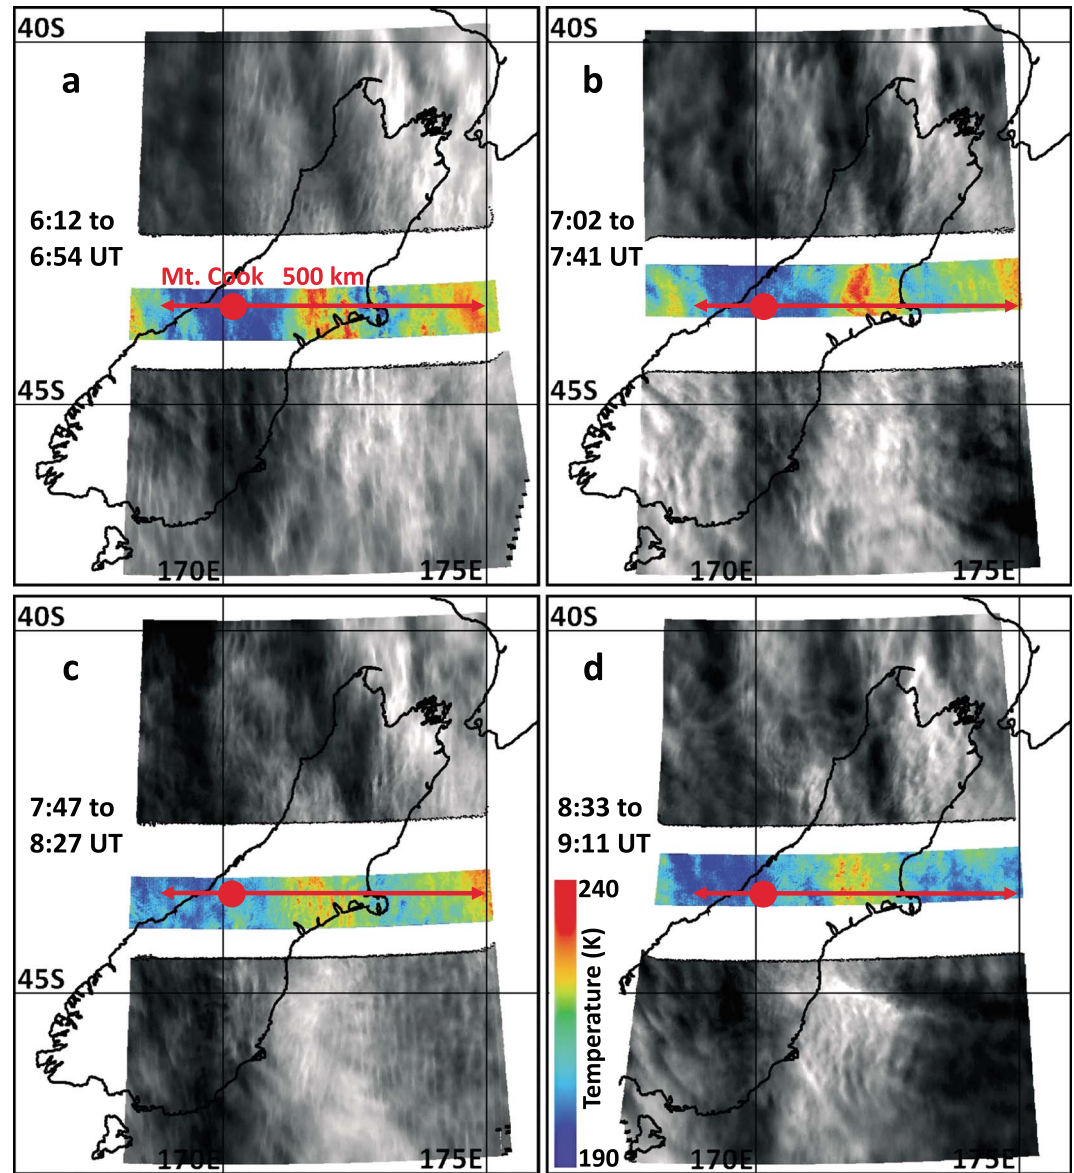 40S
a
6:12 to
6:54 UT
Mt. Cook 500 km
45S
170E 175E
40S
b
7:02 to
7:41 UT
45S
170E 175E
40S
c
7:47 to
8:27 UT
45S
170E 175E
40S
d
8:33 to
9:11 UT
240
Temperature (K)
190
45S
170E 175E